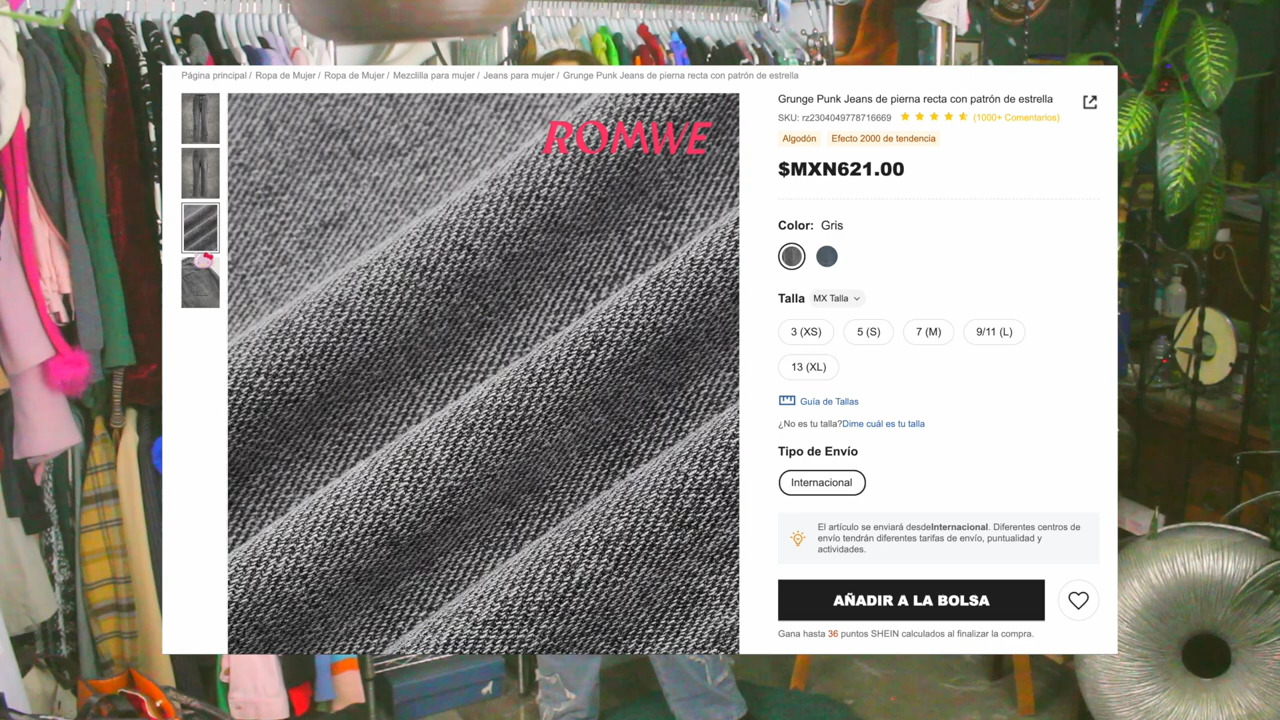 Página principal / Ropa de Mujer / Ropa de Mujer / Mezclilla para mujer / Jeans para mujer / Grunge Punk Jeans de pierna recta con patrón de estrella
ROMWE
Grunge Punk Jeans de pierna recta con patrón de estrella
SKU: rz2304049778716669 (1000+ Comentarios)
Algodón Efecto 2000 de tendencia
$MXN621.00
Color: Gris
Talla MX Talla
3 (XS) 5 (S) 7 (M) 9/11 (L)
13 (XL)
Guía de Tallas
¿No es tu talla?Dime cuál es tu talla
Tipo de Envío
Internacional
El artículo se enviará desdeInternacional. Diferentes centros de
envío tendrán diferentes tarifas de envío, puntualidad y
actividades.
AÑADIR A LA BOLSA
Gana hasta 36 puntos SHEIN calculados al finalizar la compra.